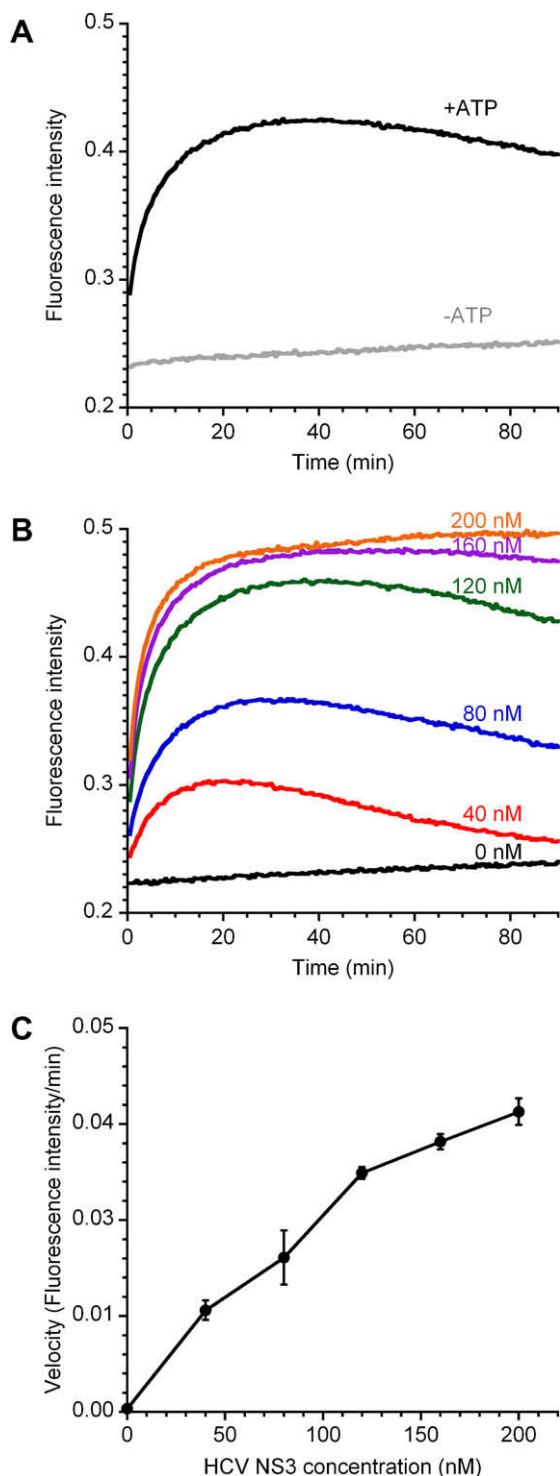 A
0.5
0.4
0.3
0.2
Fluorescence intensity
+ATP
-ATP
0 20 40 60 80
Time (min)
B
0.5
0.4
0.3
0.2
Fluorescence intensity
200 nM
160 nM
120 nM
80 nM
40 nM
0 nM
0 20 40 60 80
Time (min)
C
0.05
0.04
0.03
0.01
0.00
Velocity (Fluorescence intensity/min)
0 50 100 150 200
HCV NS3 concentration (nM)